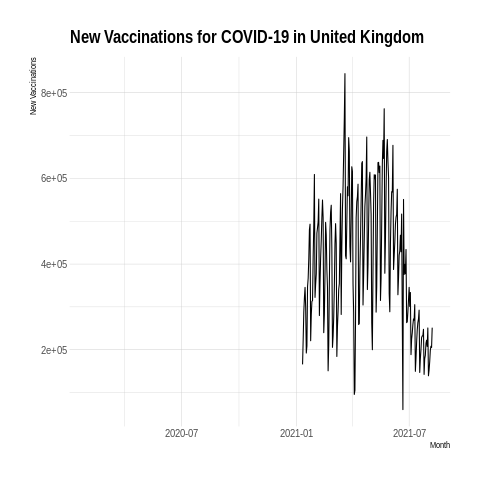 New Vaccinations for COVID-19 in United Kingdom
New Vaccinations
8e+05
6e+05
4e+05
2e+05
2020-07
2021-01
2021-07
Month